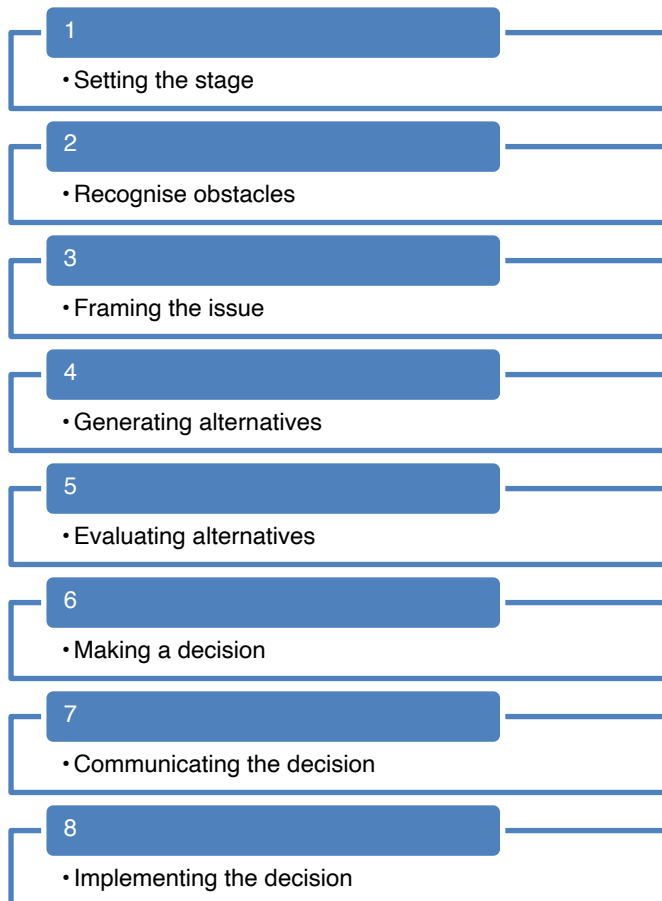 1
• Setting the stage
2
• Recognise obstacles
3
• Framing the issue
4
• Generating alternatives
5
• Evaluating alternatives
6
• Making a decision
7
• Communicating the decision
8
• Implementing the decision